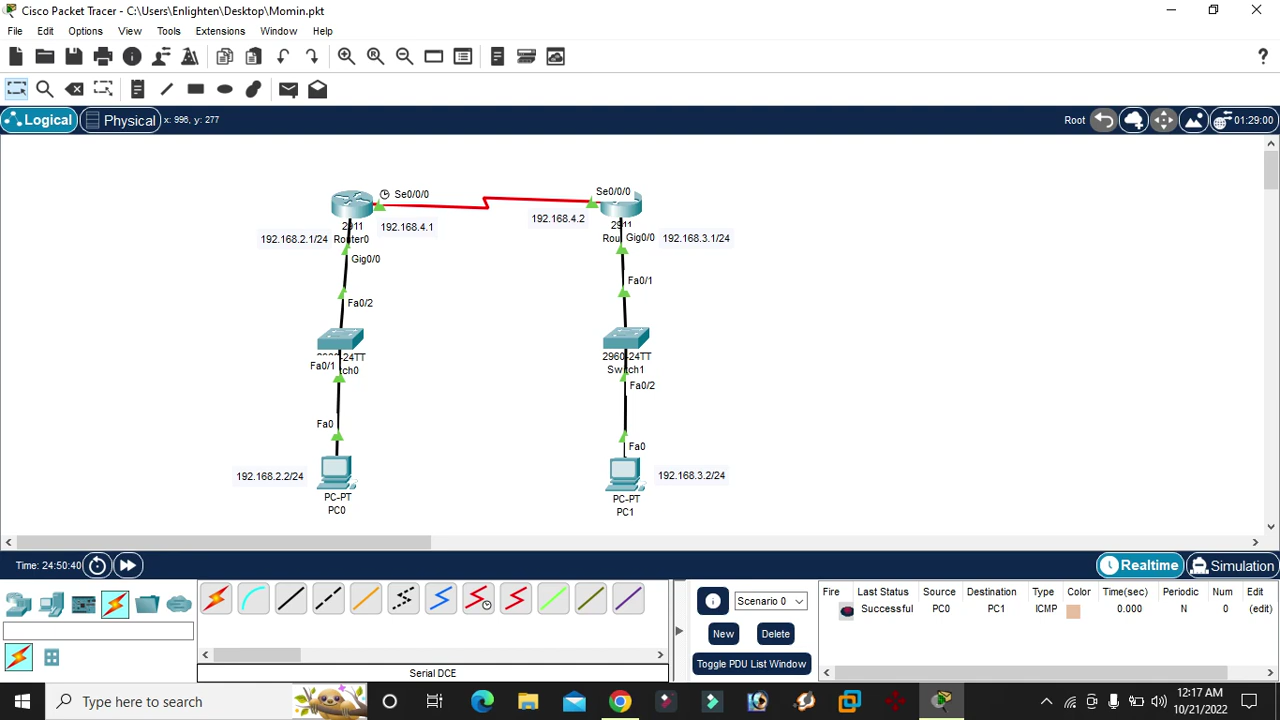 Cisco Packet Tracer - C:\Users\Enlighten\Desktop\Momin.pkt
File Edit Options View Tools Extensions Window Help
?
Logical Physical x: 996, y: 277 Root 01:29:00
Se0/0/0 Se0/0/0
192.168.4.1 192.168.4.2
2911
Router0
192.168.2.1/24
Gig0/0
2911
Rou Gig0/0 192.168.3.1/24
Fa0/2 Fa0/1
-24TT
Fa0/1 tch0
2960-24TT
Switch1
Fa0/2
Fa0 Fa0
192.168.2.2/24 192.168.3.2/24
PC-PT
PC0
PC-PT
PC1
Time: 24:50:40 Realtime Simulation
Scenario 0
New Delete
Toggle PDU List Window
Serial DCE
Fire Last Status Source Destination Type Color Time(sec) Periodic Num Edit
Successful PC0 PC1 ICMP 0.000 N 0 (edit)
Type here to search
12:17 AM
10/21/2022